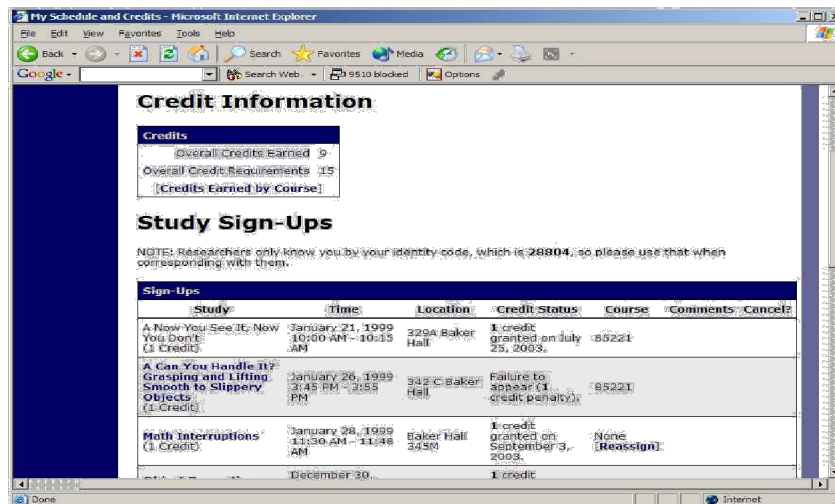 My Schedule and Credits - Microsoft Internet Explorer
File Edit View Favorites Tools Help
Back Search Favorites Media
Google Search Web 9510 blocked Options
Credit Information
Credits
Overall Credits Earned 9
Overall Credit Requirements 15
[Credits Earned by Course]
Study Sign-Ups
NOTE: Researchers only know you by your identity code, which is 28804, so please use that when
corresponding with them.
Sign-Ups
Study Time Location Credit Status Course Comments Cancel?
A Now You See It, Now
You Don't
(1 Credit)
January 21, 1999
10:00 AM - 10:15
AM
329A Baker
Hall
1 credit
granted on July
25, 2003.
85221
A Can You Handle It?
Grasping and Lifting
Smooth to Slippery
Objects
(1 Credit)
January 26, 1999
3:45 PM - 3:55
PM
342 C Baker
Hall
Failure to
appear (1
credit penalty).
85221
Math Interruptions
(1 Credit)
January 28, 1999
11:30 AM - 11:48
AM
Baker Hall
345M
1 credit
granted on
September 3,
2003.
None
[Reassign]
December 30,
1 credit
Done Internet